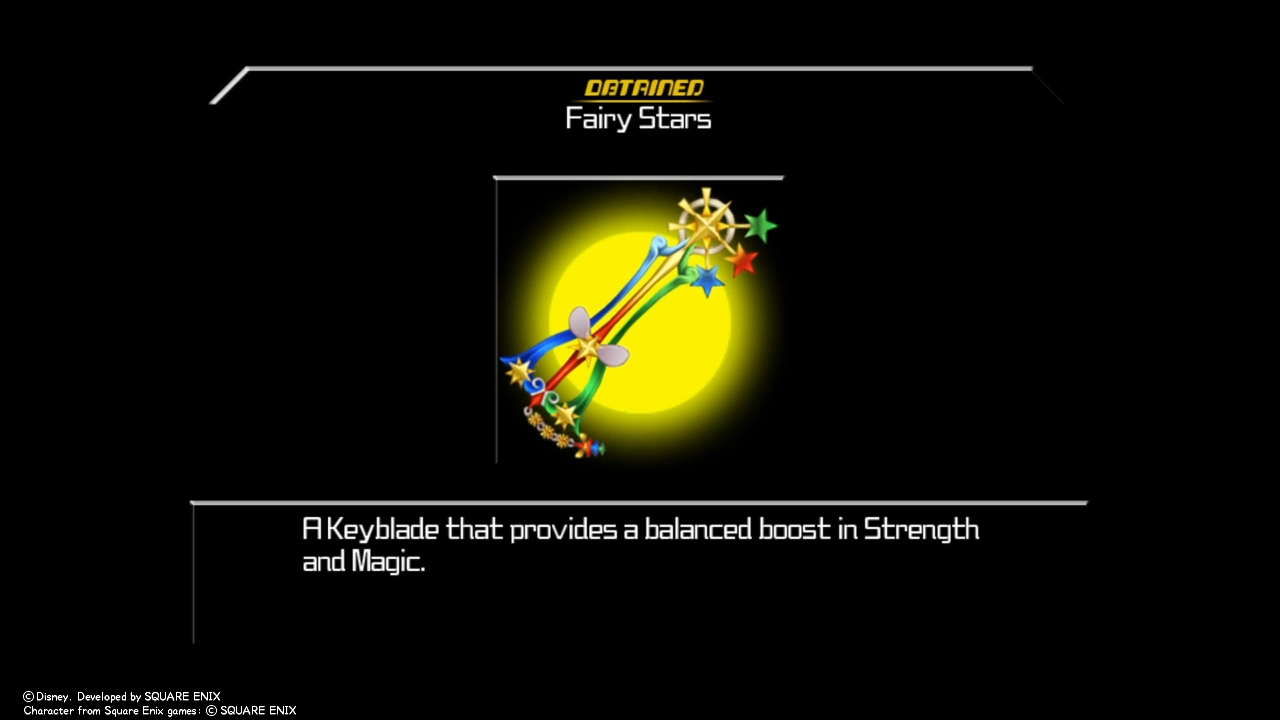 OBTAINED
Fairy Stars
A Keyblade that provides a balanced boost in Strength
and Magic.
©Disney. Developed by SQUARE ENIX
Character from Square Enix games: © SQUARE ENIX